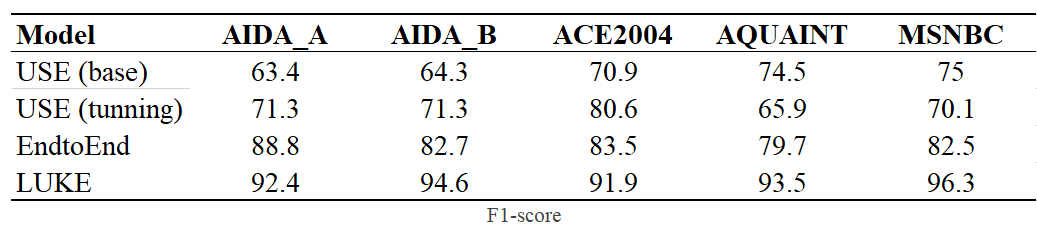 Model AIDA_A AIDA_B ACE2004 AQUAINT MSNBC
USE (base) 63.4 64.3 70.9 74.5 75
USE (tunning) 71.3 71.3 80.6 65.9 70.1
EndtoEnd 88.8 82.7 83.5 79.7 82.5
LUKE 92.4 94.6 91.9 93.5 96.3
F1-score